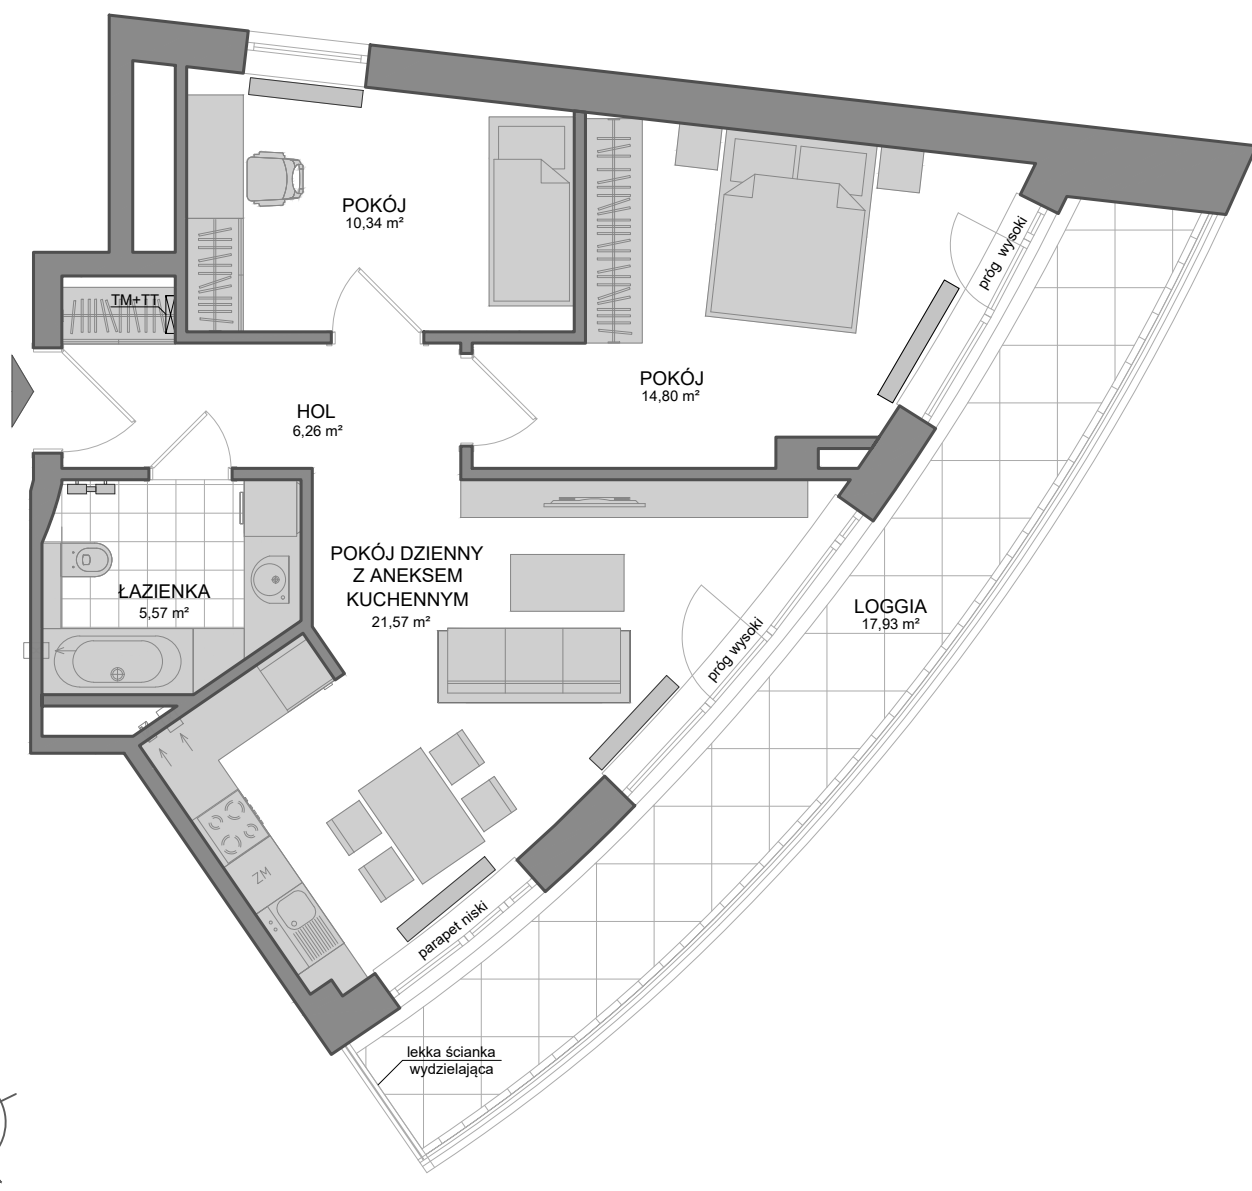 POKÓJ
10,34 m²
próg wysoki
TM+TT
POKÓJ
14,80 m²
HOL
6,26 m²
POKÓJ DZIENNY
Z ANEKSEM
KUCHENNYM
21,57 m²
ŁAZIENKA
5,57 m²
LOGGIA
17,93 m²
próg wysoki
ZM
parapet niski
lekka ścianka
wydzielająca